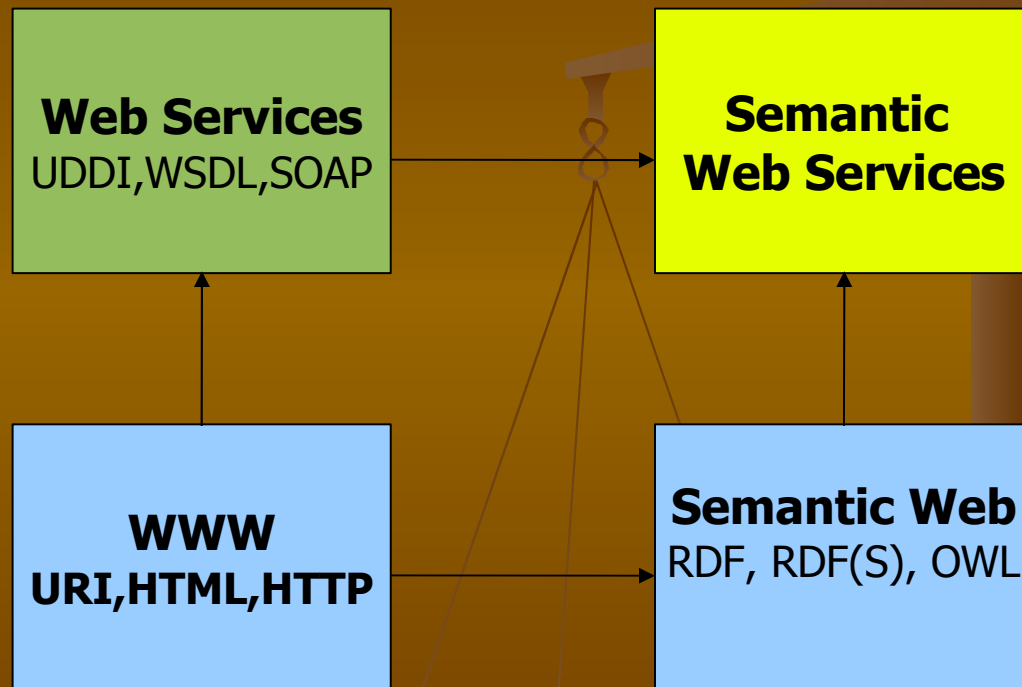 Web Services
UDDI,WSDL,SOAP
Semantic
Web Services
WWW
URI,HTML,HTTP
Semantic Web
RDF, RDF(S), OWL